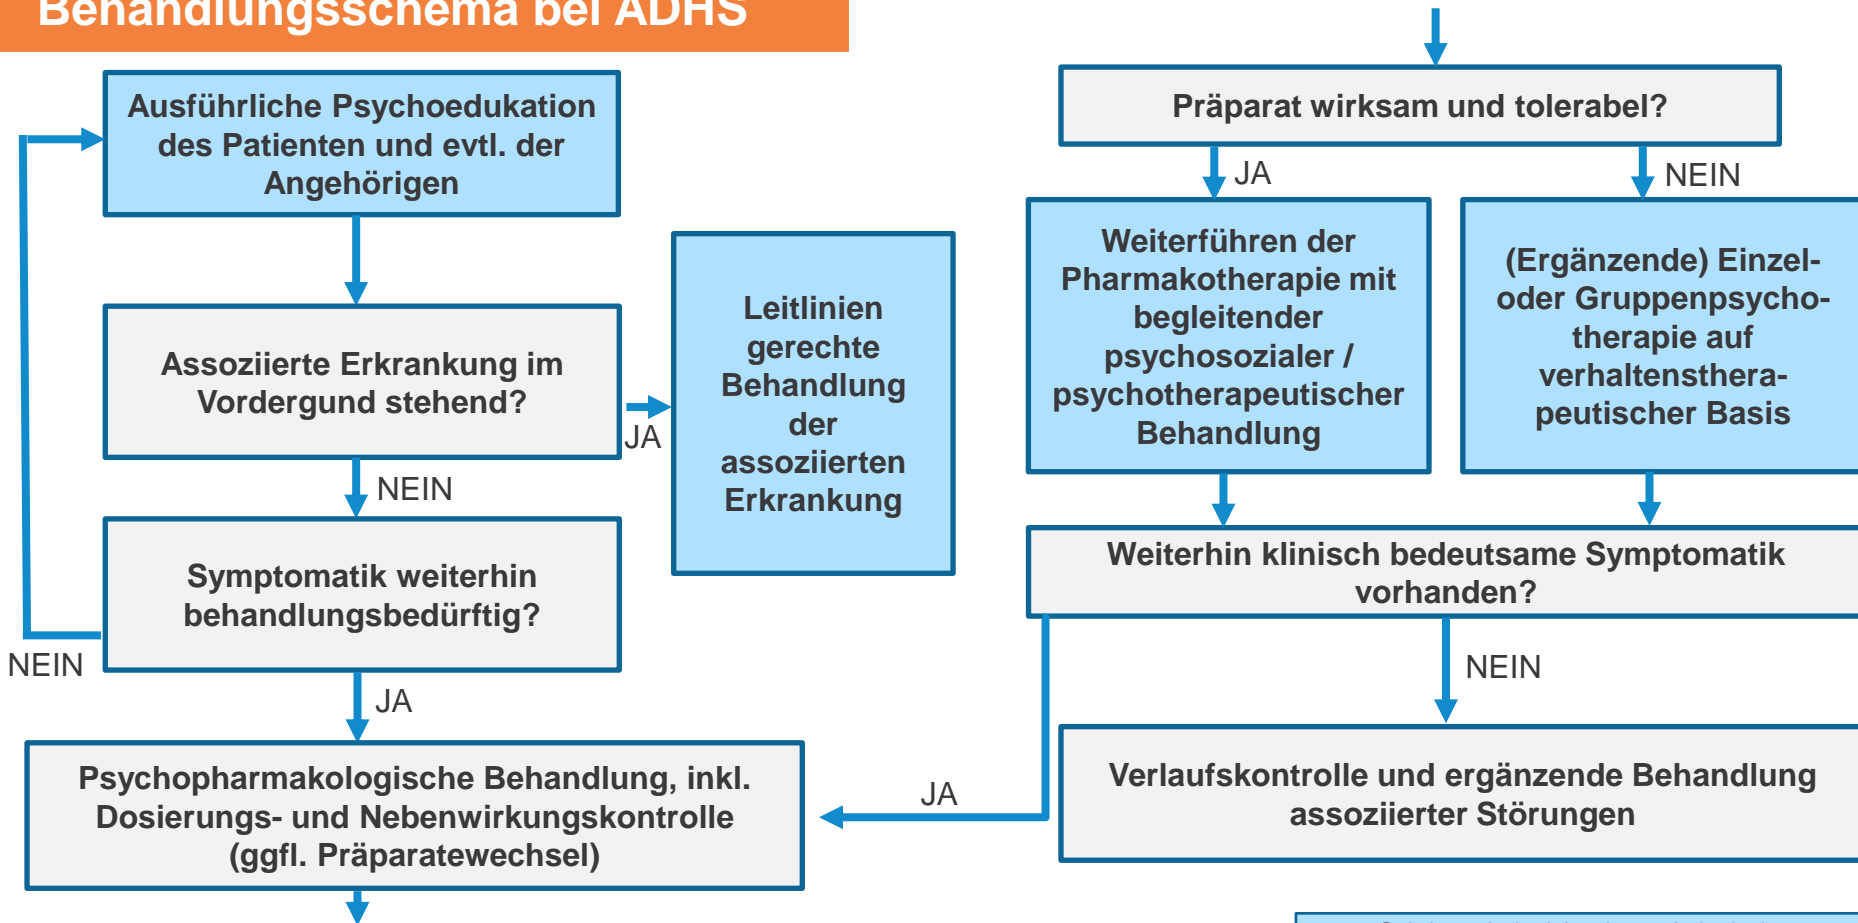 Behandlungsschema bei ADHS
Ausführliche Psychoedukation
des Patienten und evtl. der
Angehörigen
Assoziierte Erkrankung im
Vordergund stehend?
JA
Leitlinien
gerechte
Behandlung
der
assoziierten
Erkrankung
NEIN
Symptomatik weiterhin
behandlungsbedürftig?
NEIN
JA
Psychopharmakologische Behandlung, inkl.
Dosierungs- und Nebenwirkungskontrolle
(ggfl. Präparatewechsel)
Präparat wirksam und tolerabel?
JA
NEIN
Weiterführen der
Pharmakotherapie mit
begleitender
psychosozialer /
psychotherapeutischer
Behandlung
(Ergänzende) Einzel-
oder Gruppenpsycho-
therapie auf
verhaltensthera-
peutischer Basis
Weiterhin klinisch bedeutsame Symptomatik
vorhanden?
JA
NEIN
Verlaufskontrolle und ergänzende Behandlung
assoziierter Störungen